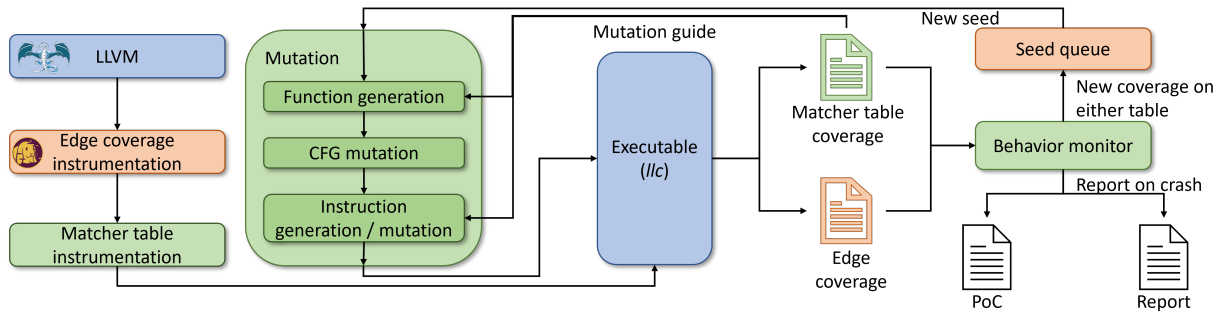 LLVM
Edge coverage
instrumentation
Matcher table
instrumentation
Mutation
Function generation
CFG mutation
Instruction
generation / mutation
Mutation guide
Executable
(llc)
Matcher table
coverage
Edge
coverage
New seed
Seed queue
New coverage on
either table
Behavior monitor
Report on crash
PoC
Report